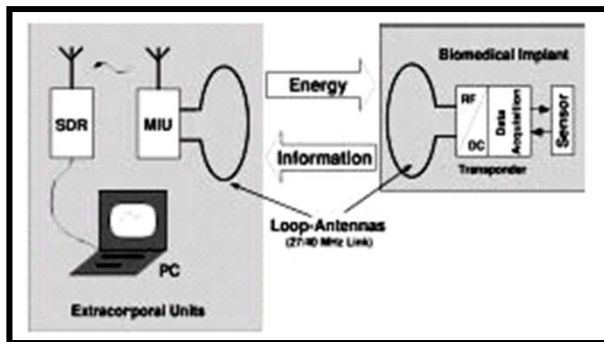 SDR
MIU
PC
Extracorporal Units
Energy
Information
Loop-Antennas
(27/40 MHz Link)
Biomedical Implant
RF
DC
Data
Acquisition
Sensor
Transponder